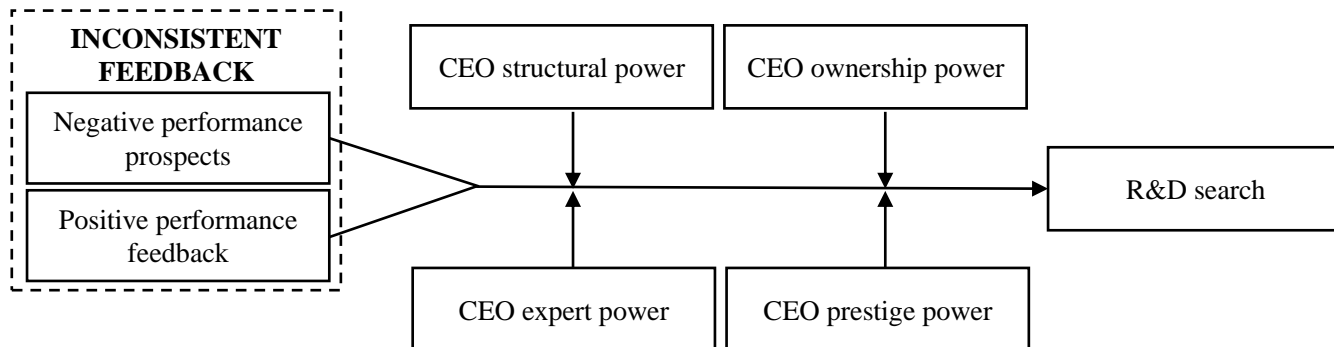 INCONSISTENT
FEEDBACK
Negative performance
prospects
Positive performance
feedback
CEO structural power
CEO ownership power
CEO expert power
CEO prestige power
R&D search